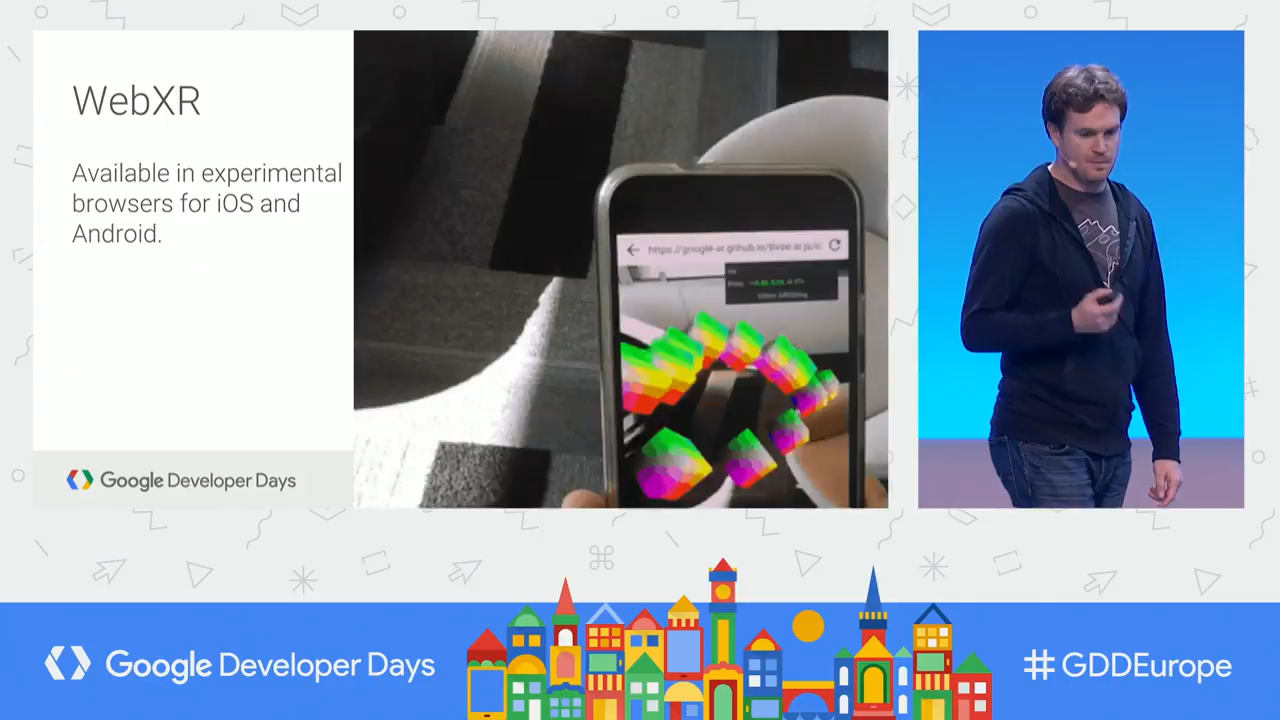 WebXR
Available in experimental
browsers for iOS and
Android.
Google Developer Days
Google Developer Days
#GDDEurope